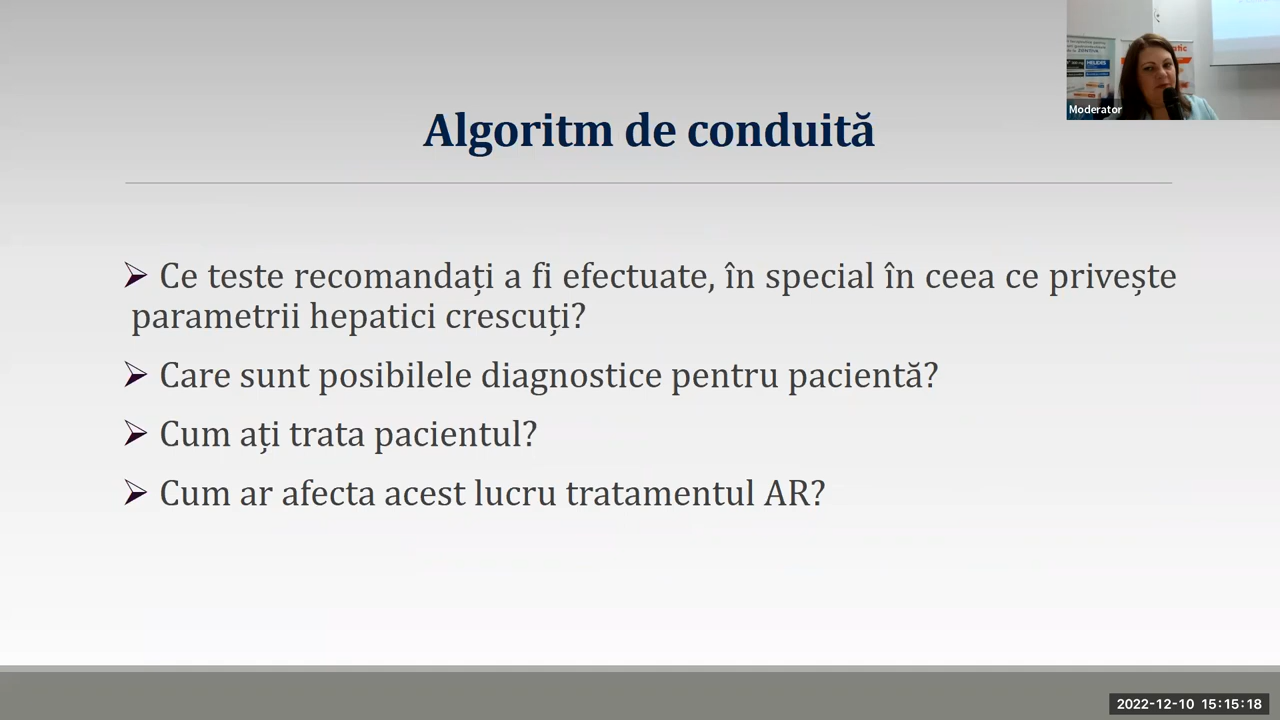 Algoritm de conduită
Ce teste recomandați a fi efectuate, în special în ceea ce privește
parametrii hepatici crescuți?
Care sunt posibilele diagnostice pentru pacientă?
Cum ați trata pacientul?
Cum ar afecta acest lucru tratamentul AR?
Moderator
2022-12-10 15:15:18